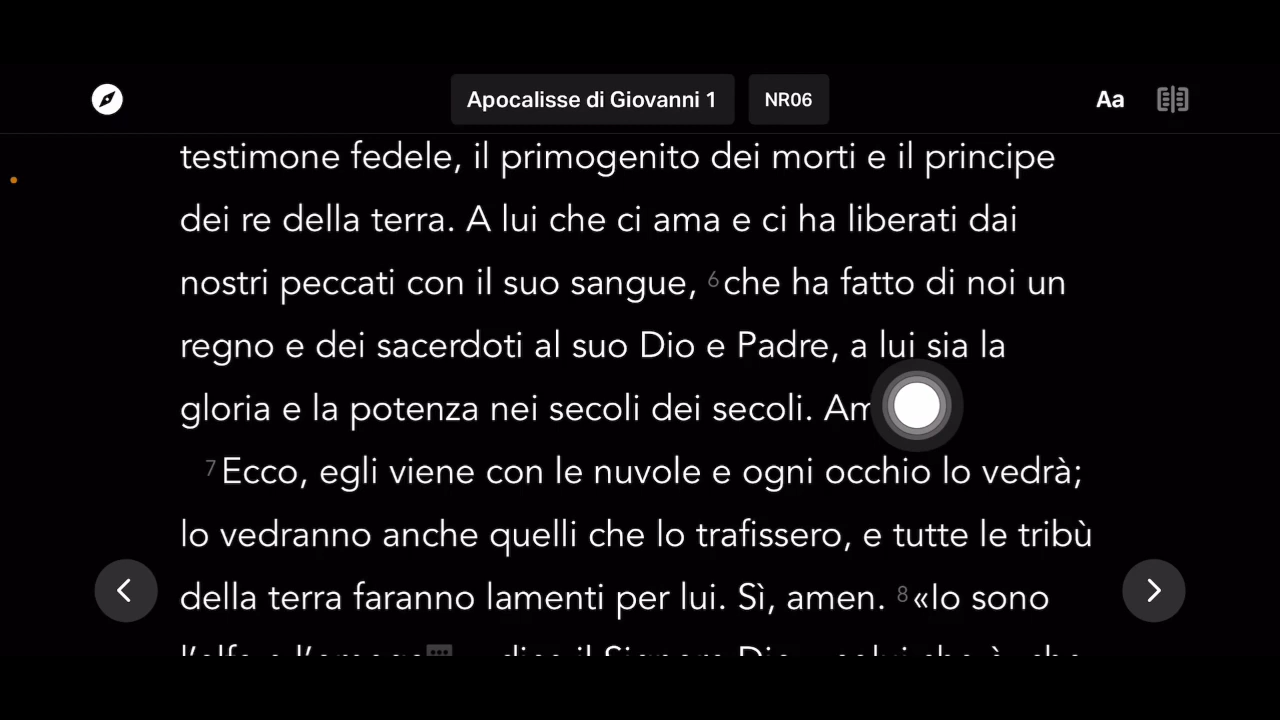 Apocalisse di Giovanni 1 NR06 Aa
testimone fedele, il primogenito dei morti e il principe
dei re della terra. A lui che ci ama e ci ha liberati dai
nostri peccati con il suo sangue, 6 che ha fatto di noi un
regno e dei sacerdoti al suo Dio e Padre, a lui sia la
gloria e la potenza nei secoli dei secoli.
7 Ecco, egli viene con le nuvole e ogni occhio lo vedrà;
lo vedranno anche quelli che lo trafissero, e tutte le tribù
della terra faranno lamenti per lui. Sì, amen. 8 «Io sono